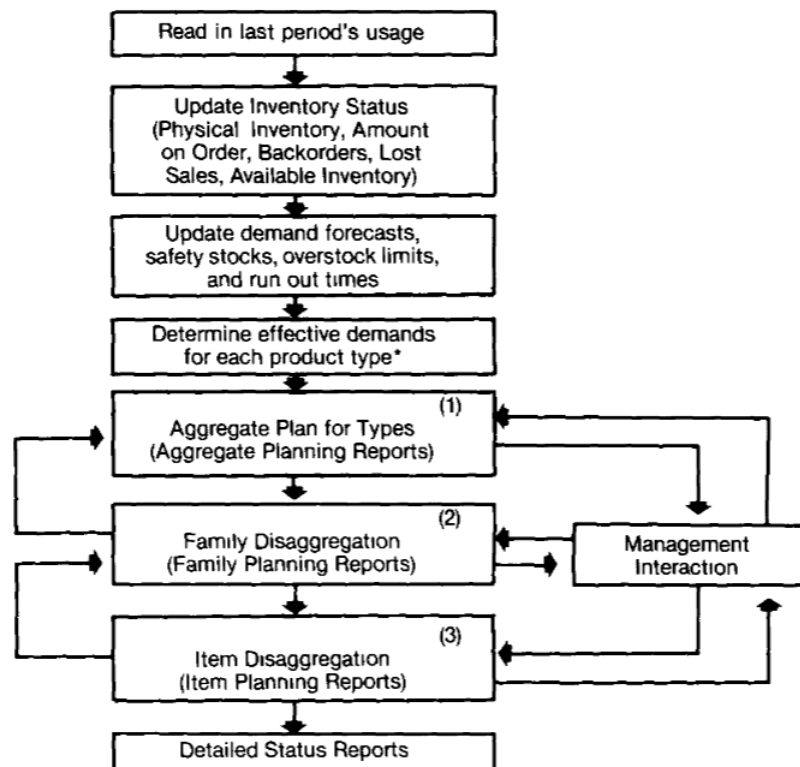 Read in last period's usage
Update Inventory Status
(Physical Inventory, Amount
on Order, Backorders, Lost
Sales, Available Inventory)
Update demand forecasts,
safety stocks, overstock limits,
and run out times
Determine effective demands
for each product type*
(1)
Aggregate Plan for Types
(Aggregate Planning Reports)
(2)
Family Disaggregation
(Family Planning Reports)
Management
Interaction
(3)
Item Disaggregation
(Item Planning Reports)
Detailed Status Reports